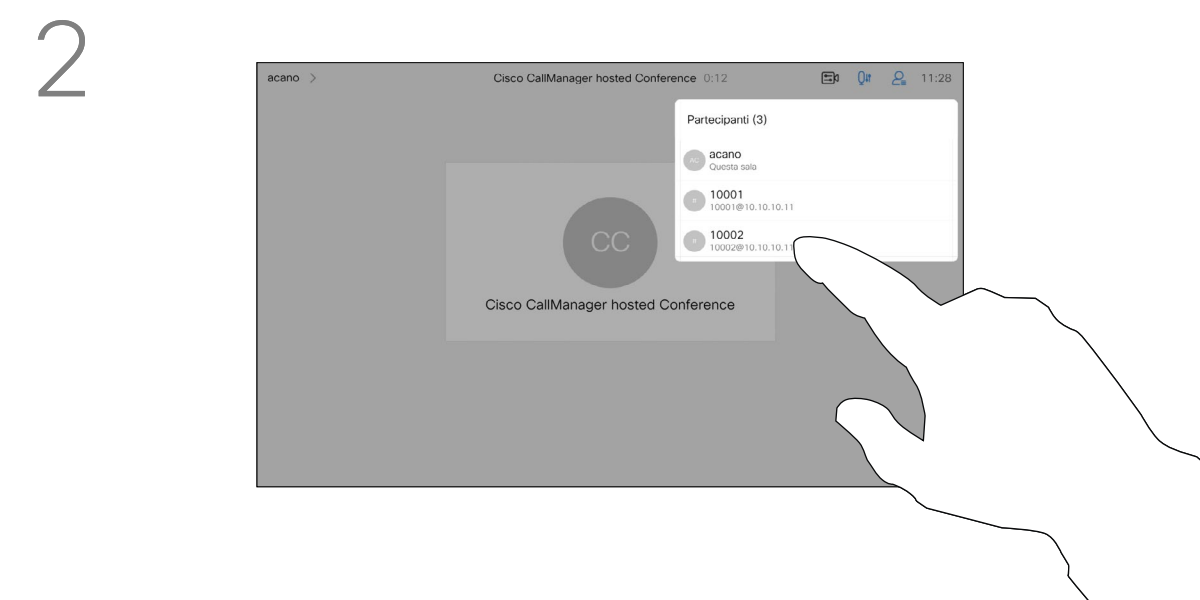 2
acano >
Cisco CallManager hosted Conference 0:12
11:28
Partecipanti (3)
AC
acano
Questa sala
10001
10001@10.10.10.11
10002
10002@10.10.10.11
CC
Cisco CallManager hosted Conference